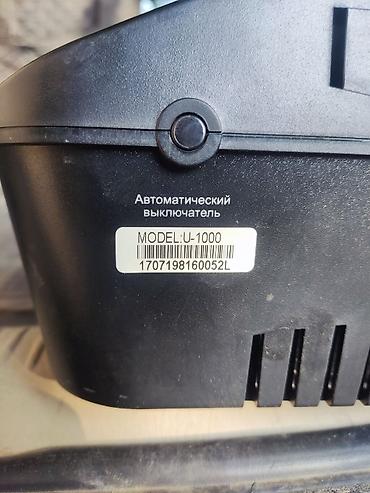 Автоматический
выключатель
MODEL:U-1000
1707198160052L